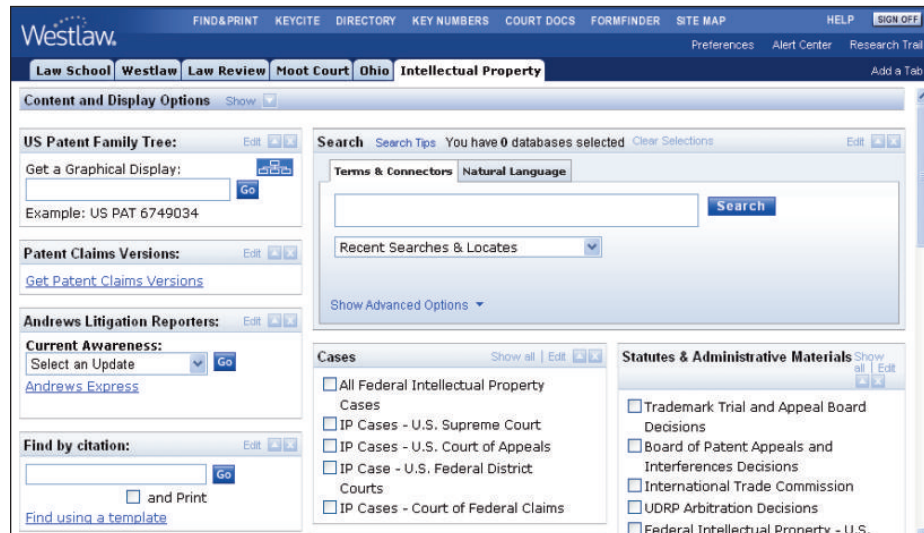 FIND&PRINT KEYCITE DIRECTORY KEY NUMBERS COURT DOCS FORMFINDER SITE MAP HELP SIGN OFF
Westlaw.
Preferences Alert Center Research Trail
Law School Westlaw Law Review Moot Court Ohio Intellectual Property Add a Tab
Content and Display Options Show
US Patent Family Tree: Edit
Get a Graphical Display:
Go
Example: US PAT 6749034
Patent Claims Versions: Edit
Get Patent Claims Versions
Andrews Litigation Reporters: Edit
Current Awareness:
Select an Update Go
Andrews Express
Find by citation: Edit
Go
and Print
Find using a template
Search Search Tips You have 0 databases selected Clear Selections Edit
Terms & Connectors Natural Language
Search
Recent Searches & Locates
Show Advanced Options
Cases Show all | Edit
All Federal Intellectual Property
Cases
IP Cases - U.S. Supreme Court
IP Cases - U.S. Court of Appeals
IP Case - U.S. Federal District
Courts
IP Cases - Court of Federal Claims
Statutes & Administrative Materials Show
all | Edit
Trademark Trial and Appeal Board
Decisions
Board of Patent Appeals and
Interferences Decisions
International Trade Commission
UDRP Arbitration Decisions
Federal Intellectual Property - U.S.